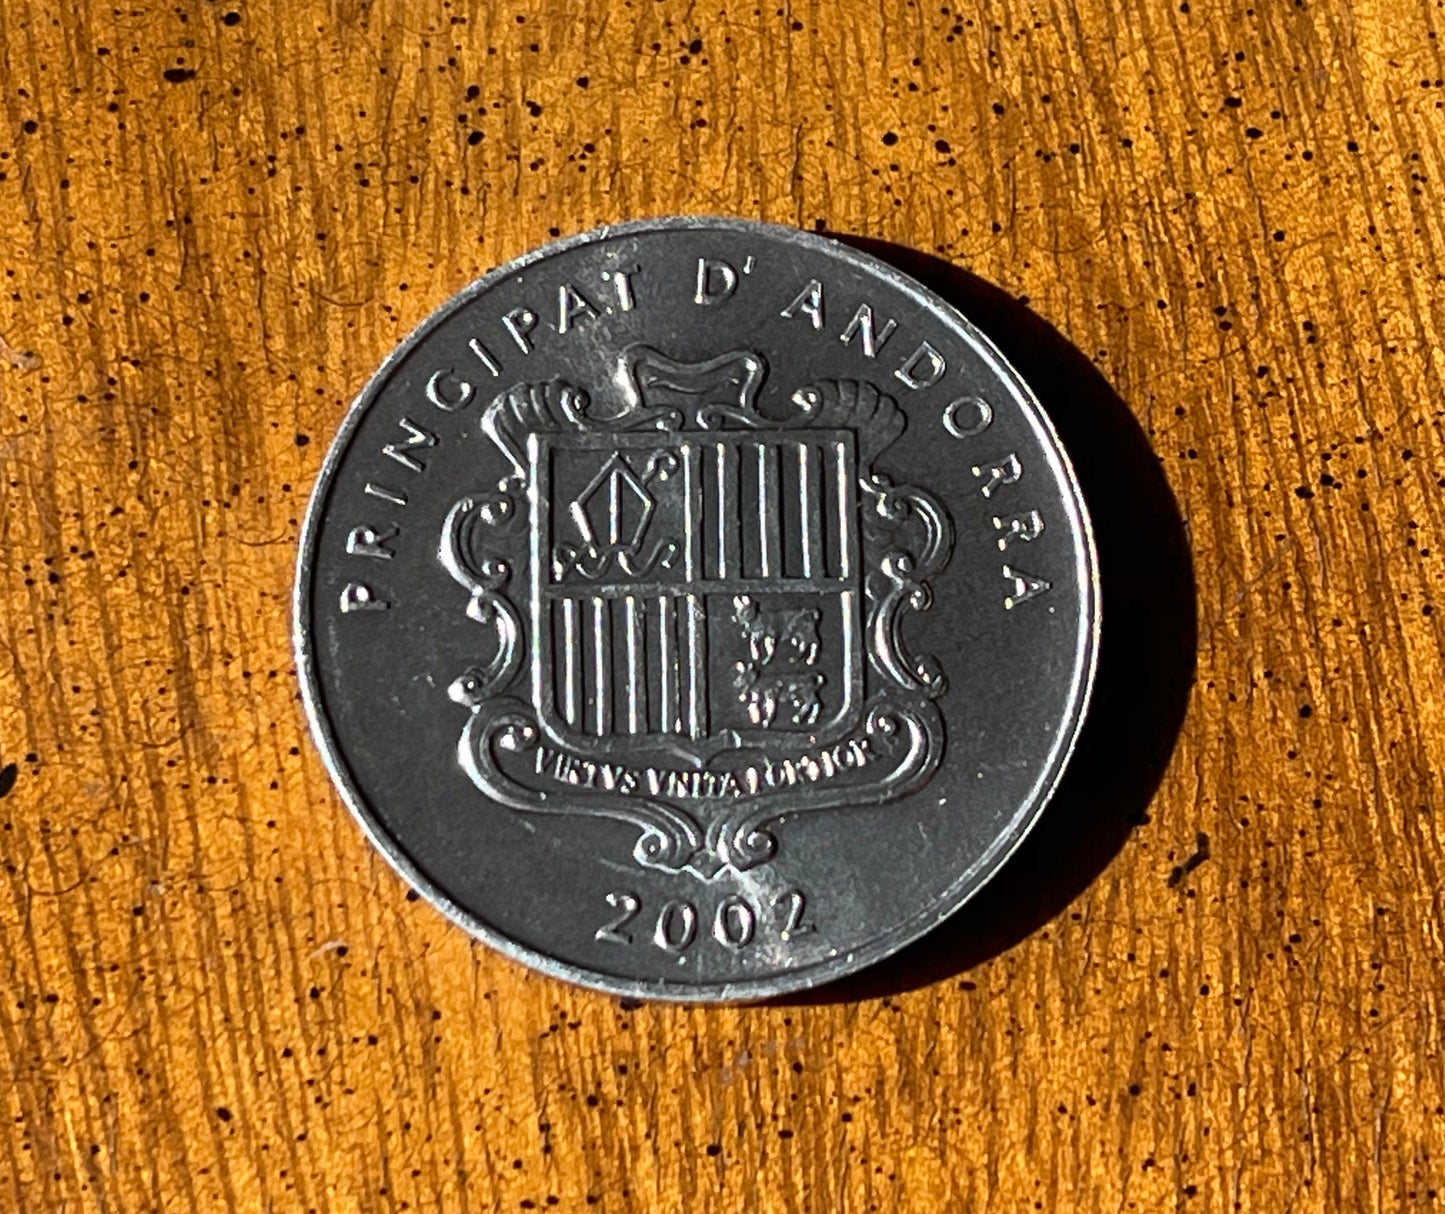 PRINCIPAT D'ANDORRA
VIRTVS VNITA FORTIOR
2002